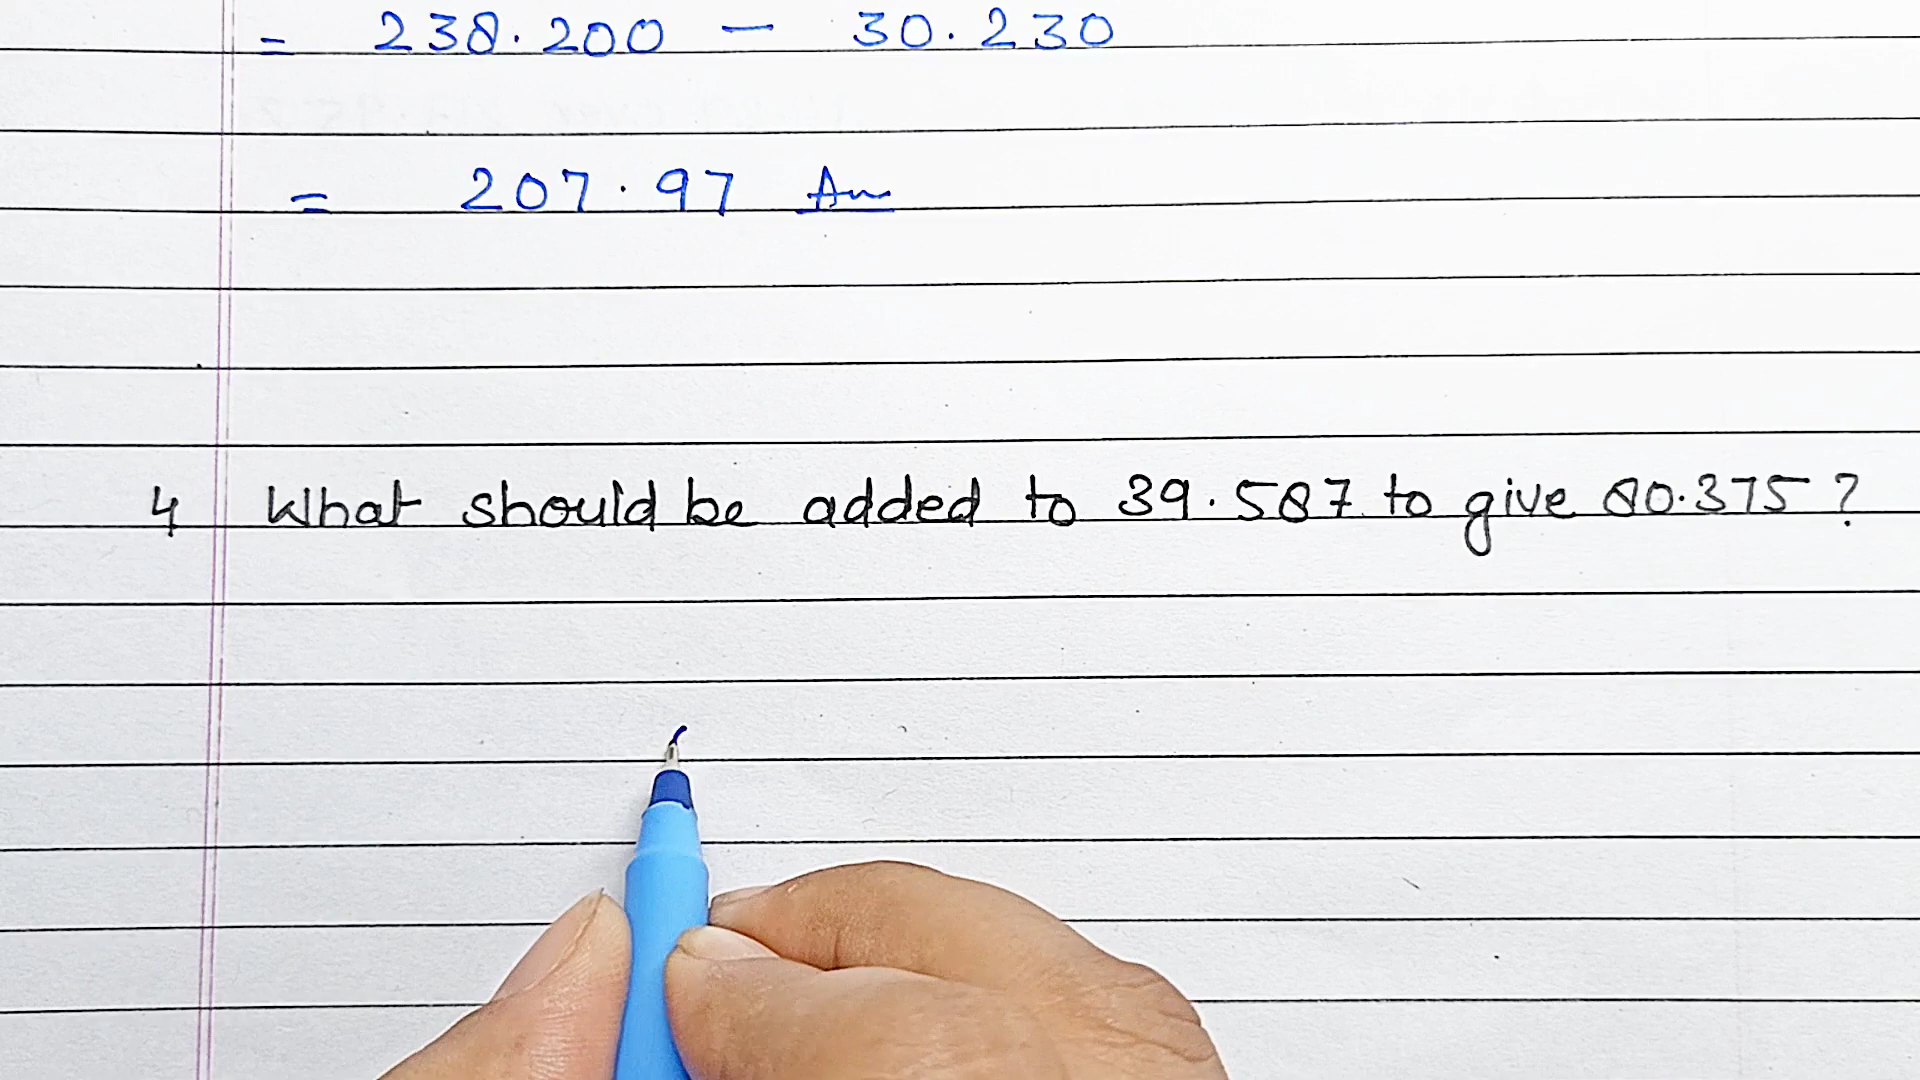 = 238.200 - 30.230
= 207.97 Ans
4 What should be added to 39.587 to give 80.375 ?